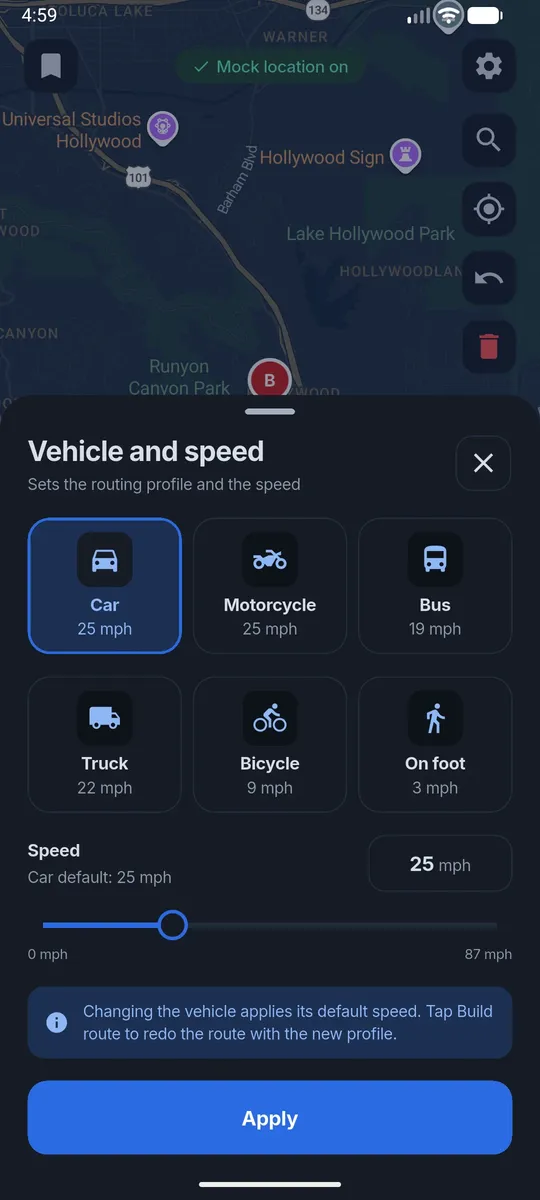 4:59
134
WARNER
Mock location on
Universal Studios
Hollywood
101
Barham Blvd
Hollywood Sign
Lake Hollywood Park
CANYON
Runyon
Canyon Park
B
Vehicle and speed
Sets the routing profile and the speed
Car
25 mph
Motorcycle
25 mph
Bus
19 mph
Truck
22 mph
Bicycle
9 mph
On foot
3 mph
Speed
Car default: 25 mph
25 mph
0 mph
87 mph
Changing the vehicle applies its default speed. Tap Build
route to redo the route with the new profile.
Apply